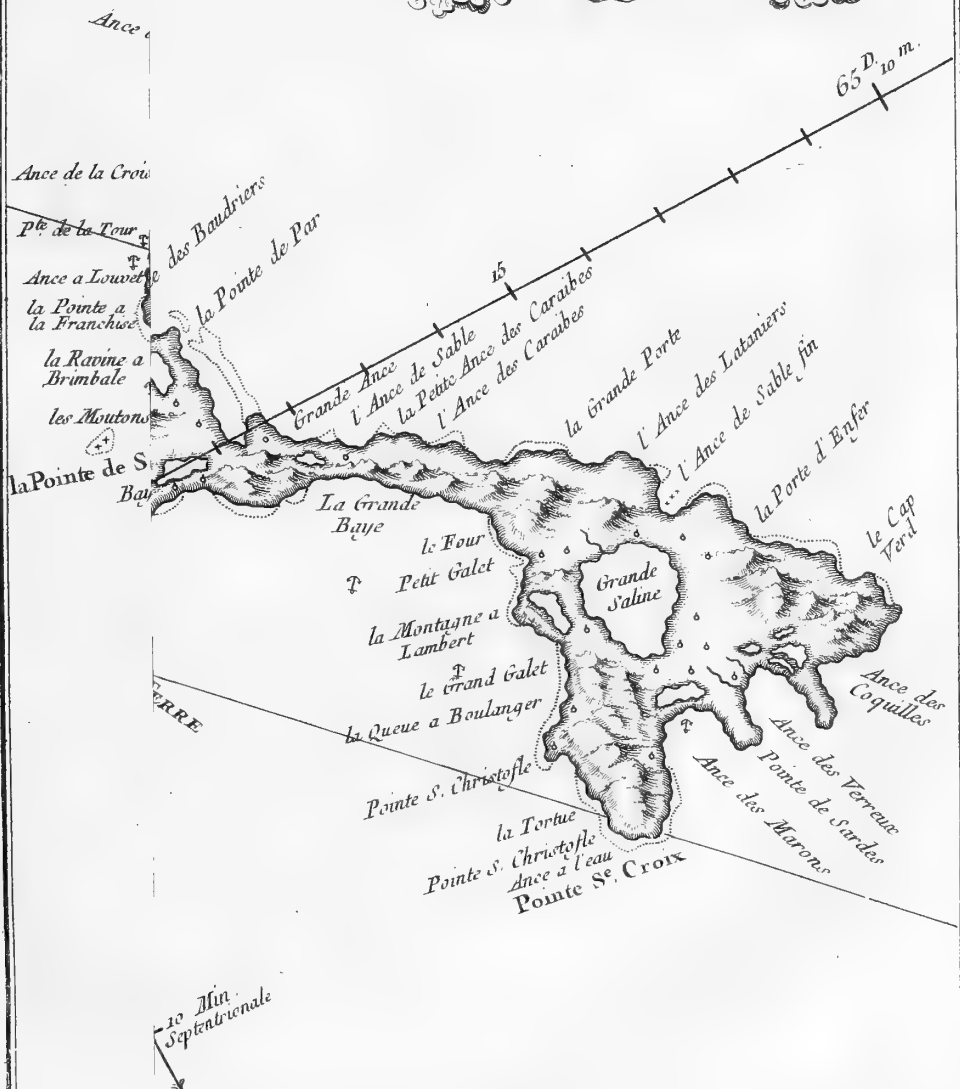 Ance
65 D. 10 m.
Ance de la Croi
des Baudriers
Pte. de la Tour
la Pointe de Par
Ance a Louvet
la Pointe a
la Franchise
la Ravine a
Brimbale
les Moutons
la Pointe de S
Bay
15
Grande Ance
l'Ance de Sable
la Petite Ance des Caraibes
l'Ance des Caraibes
la Grande Porte
l'Ance des Lataniers
l'Ance de Sable fin
la Porte d'Enfer
le Cap
Verd
La Grande
Baye
le Four
Petit Galet
la Montagne a
Lambert
le Grand Galet
la Queue a Boulanger
Grande
Saline
Pointe S. Christofle
la Tortue
Pointe S. Christofle
Ance a l'eau
Pointe Se. Croix
Ance des
Coquilles
Ance des Verreux
Pointe de Sardes
Ance des Marons
ERRE
10 Min.
Septentrionale